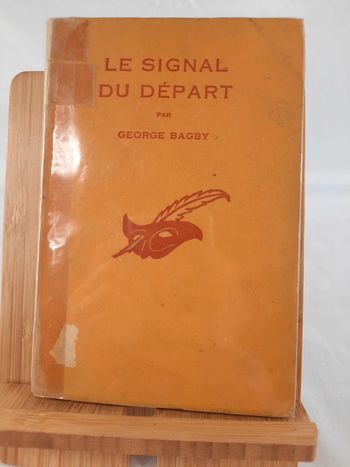 LE SIGNAL
DU DÉPART
PAR
GEORGE BAGBY